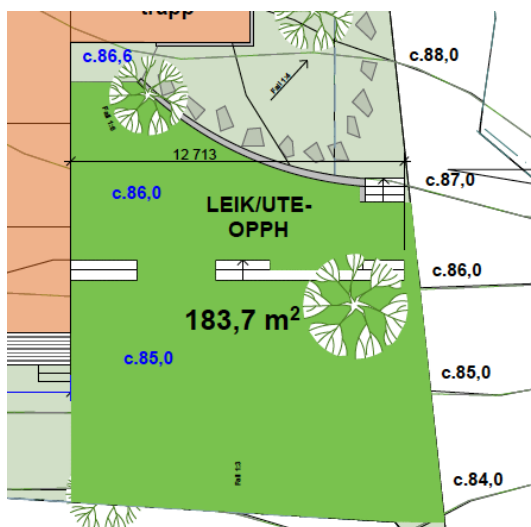 trapp
c.86,6
c.88,0
Fall 1:4
Fall 1:5
12 713
c.87,0
c.86,0
LEIK/UTE-
OPPH
c.86,0
183,7 m²
c.85,0
c.85,0
Fall 1:3
c.84,0